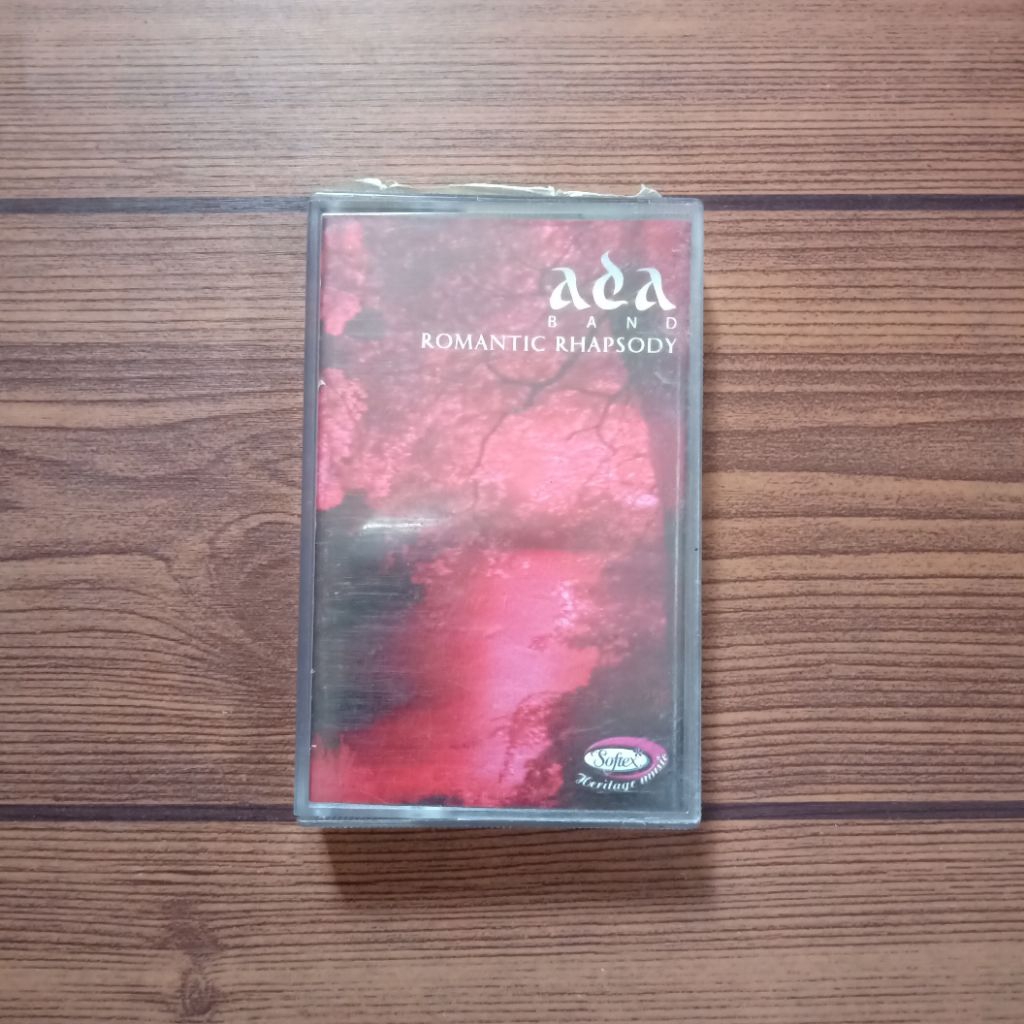 ada
BAND
ROMANTIC RHAPSODY
Softex
Heritage music